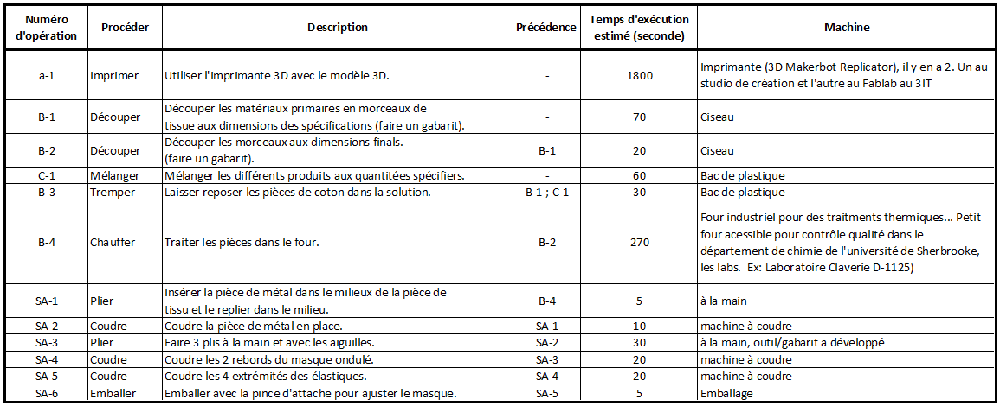 Numéro d'opération
Procéder
Description
Précédence
Temps d'exécution estimé (seconde)
Machine
a-1
Imprimer
Utiliser l'imprimante 3D avec le modèle 3D.
-
1800
Imprimante (3D Makerbot Replicator), il y en a 2. Un au
studio de création et l'autre au Fablab au 3IT
B-1
Découper
Découper les matériaux primaires en morceaux de
tissue aux dimensions des spécifications (faire un gabarit).
-
70
Ciseau
B-2
Découper
Découper les morceaux aux dimensions finals.
(faire un gabarit).
B-1
20
Ciseau
C-1
Mélanger
Mélanger les différents produits aux quantitées spécifiers.
-
60
Bac de plastique
B-3
Tremper
Laisser reposer les pièces de coton dans la solution.
B-1 ; C-1
30
Bac de plastique
B-4
Chauffer
Traiter les pièces dans le four.
B-2
270
Four industriel pour des traitments thermiques... Petit
four acessible pour contrôle qualité dans le
département de chimie de l'université de Sherbrooke,
les labs.  Ex: Laboratoire Claverie D-1125)
SA-1
Plier
Insérer la pièce de métal dans le milieux de la pièce de
tissu et le replier dans le milieu.
B-4
5
à la main
SA-2
Coudre
Coudre la pièce de métal en place.
SA-1
10
machine à coudre
SA-3
Plier
Faire 3 plis à la main et avec les aiguilles.
SA-2
30
à la main, outil/gabarit a développé
SA-4
Coudre
Coudre les 2 rebords du masque ondulé.
SA-3
20
machine à coudre
SA-5
Coudre
Coudre les 4 extrémités des élastiques.
SA-4
20
machine à coudre
SA-6
Emballer
Emballer avec la pince d'attache pour ajuster le masque.
SA-5
5
Emballage